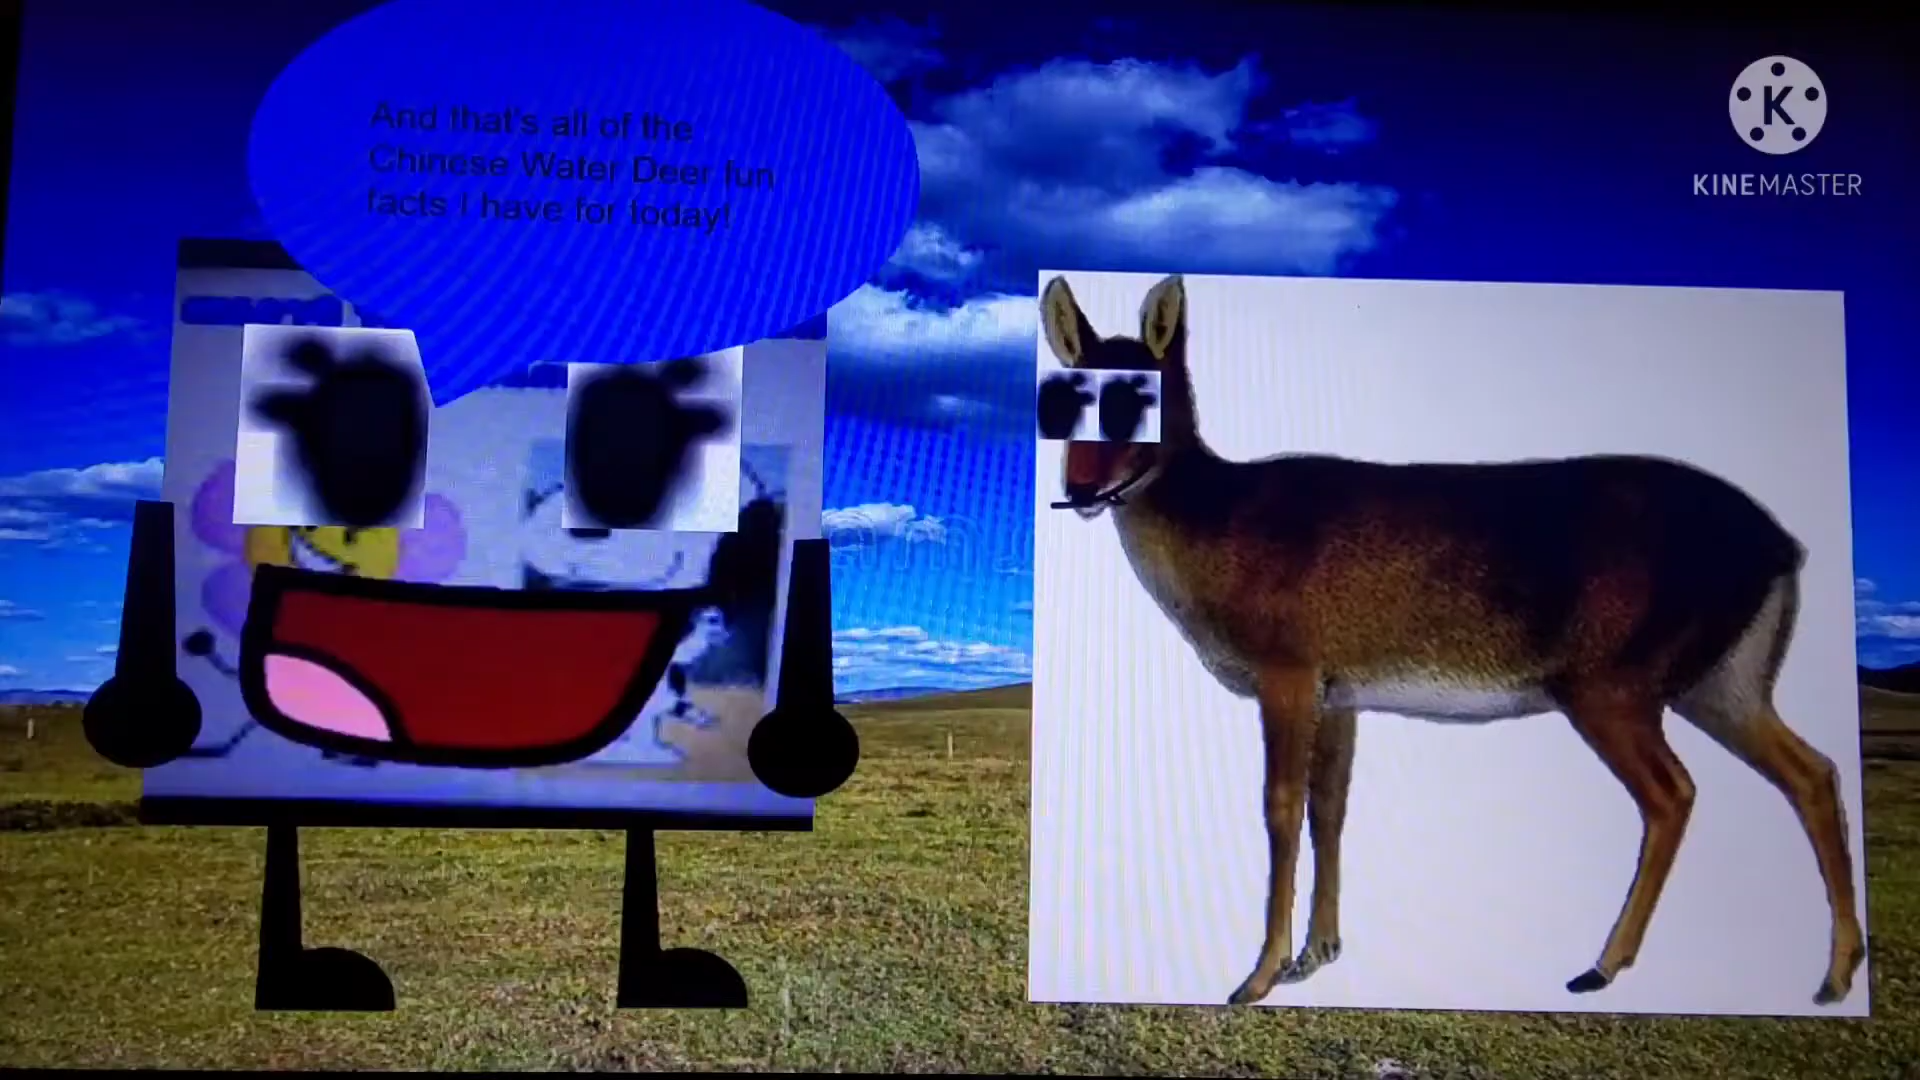 And that's all of the
Chinese Water Deer fun
facts I have for today!
KINEMASTER